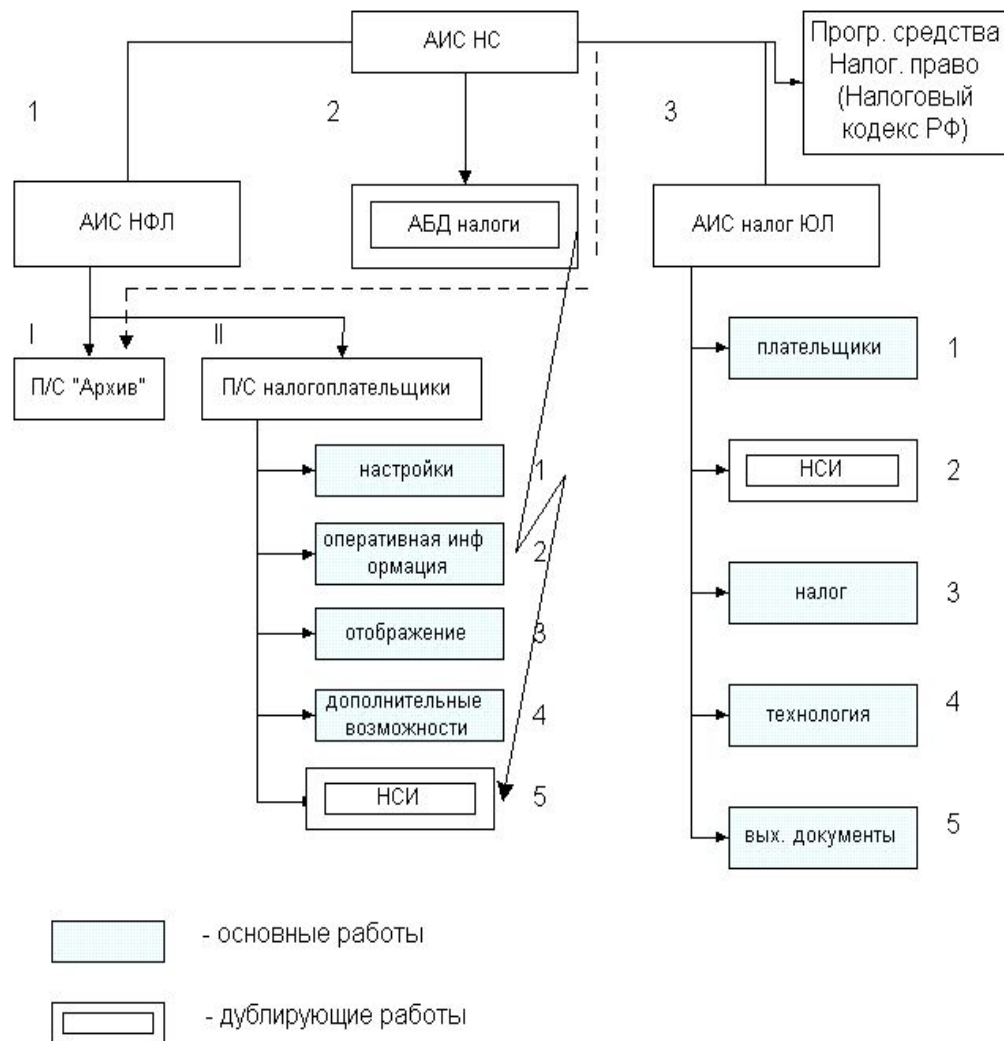 АИС НС
Прогр. средства
Налог. право
(Налоговый
кодекс РФ)
1
2
3
АИС НФЛ
АБД налоги
АИС налог ЮЛ
I
II
П/С "Архив"
П/С налогоплательщики
плательщики
1
настройки
1
НСИ
2
оперативная инф
ормация
2
налог
3
отображение
3
дополнительные
возможности
4
технология
4
НСИ
5
вых. документы
5
- основные работы
- дублирующие работы